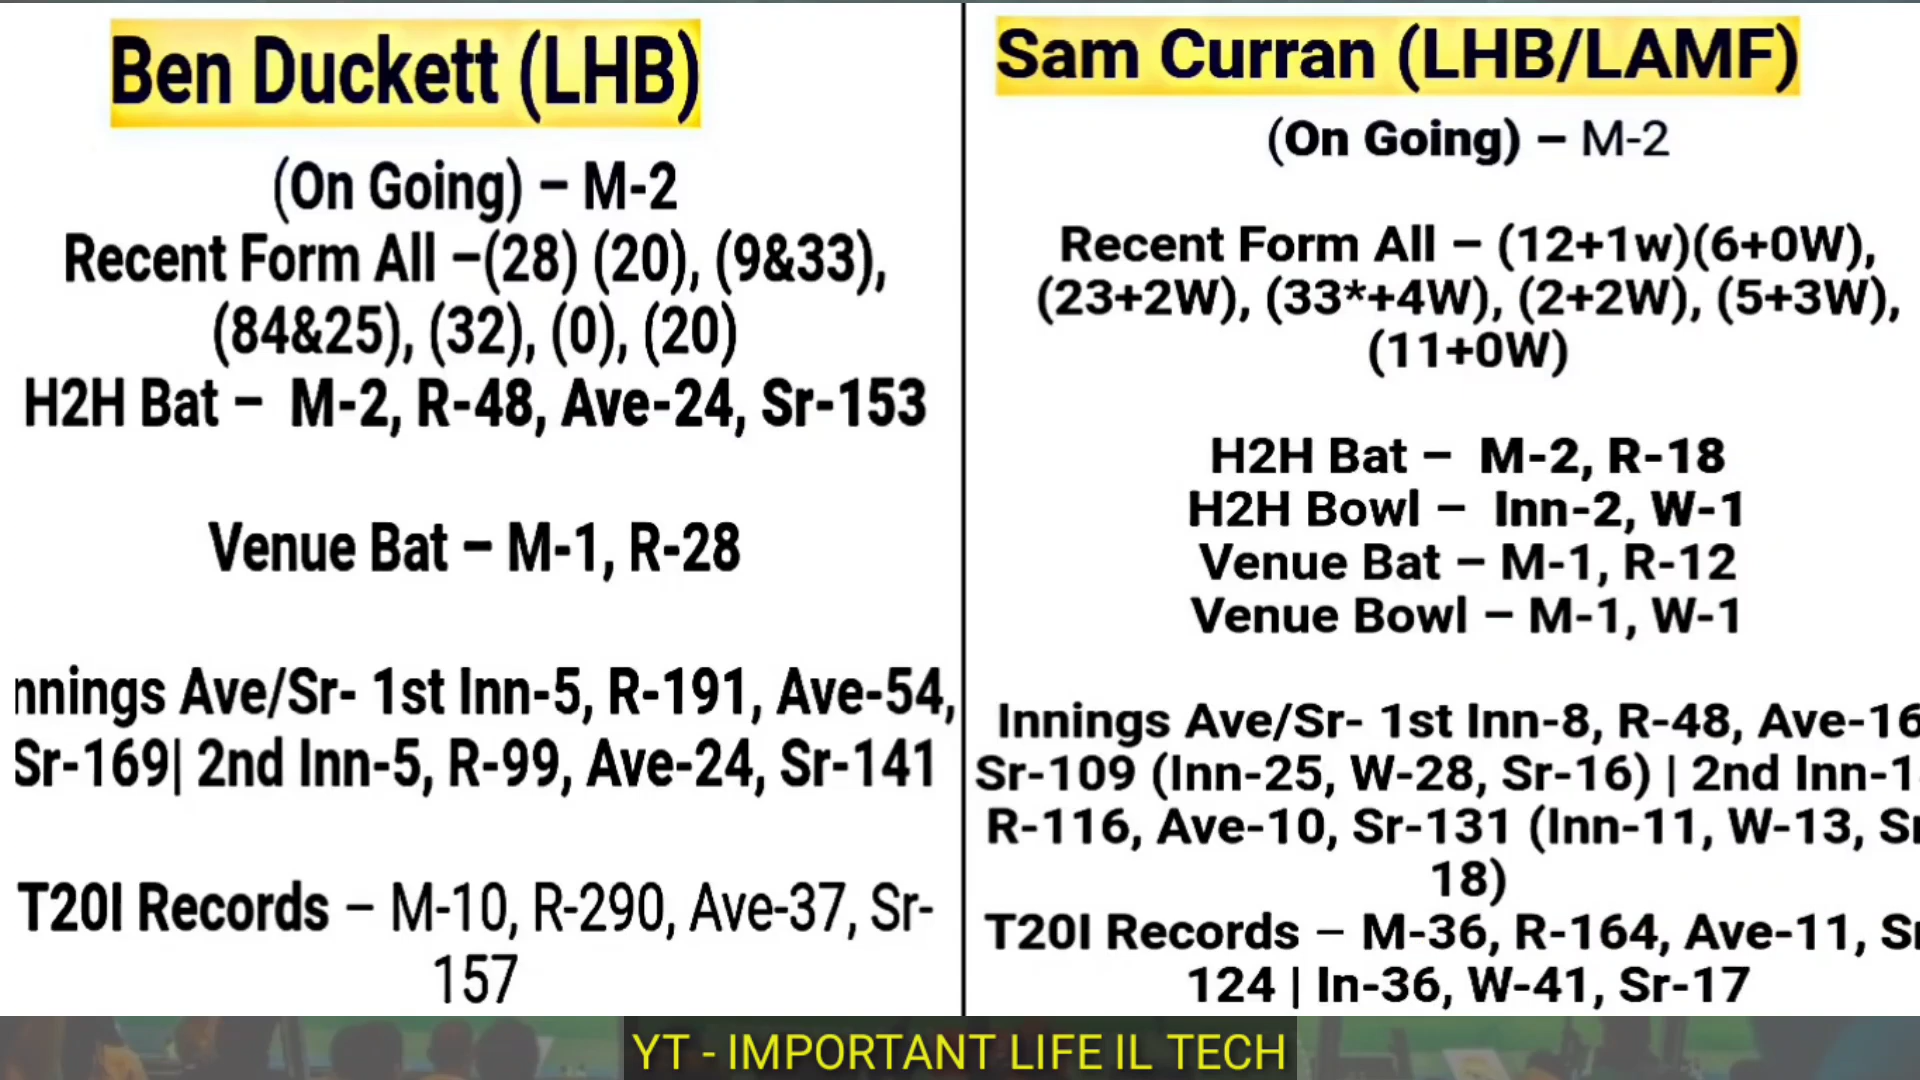 Ben Duckett (LHB)
(On Going) – M-2
Recent Form All –(28) (20), (9&33),
(84&25), (32), (0), (20)
H2H Bat – M-2, R-48, Ave-24, Sr-153
Venue Bat – M-1, R-28
nnings Ave/Sr- 1st Inn-5, R-191, Ave-54,
Sr-169| 2nd Inn-5, R-99, Ave-24, Sr-141
T20I Records – M-10, R-290, Ave-37, Sr-
157
Sam Curran (LHB/LAMF)
(On Going) – M-2
Recent Form All – (12+1w)(6+0W),
(23+2W), (33*+4W), (2+2W), (5+3W),
(11+0W)
H2H Bat – M-2, R-18
H2H Bowl – Inn-2, W-1
Venue Bat – M-1, R-12
Venue Bowl – M-1, W-1
Innings Ave/Sr- 1st Inn-8, R-48, Ave-16
Sr-109 (Inn-25, W-28, Sr-16) | 2nd Inn-1
R-116, Ave-10, Sr-131 (Inn-11, W-13, Sr
18)
T20I Records – M-36, R-164, Ave-11, Sr
124 | In-36, W-41, Sr-17
YT - IMPORTANT LIFE IL TECH